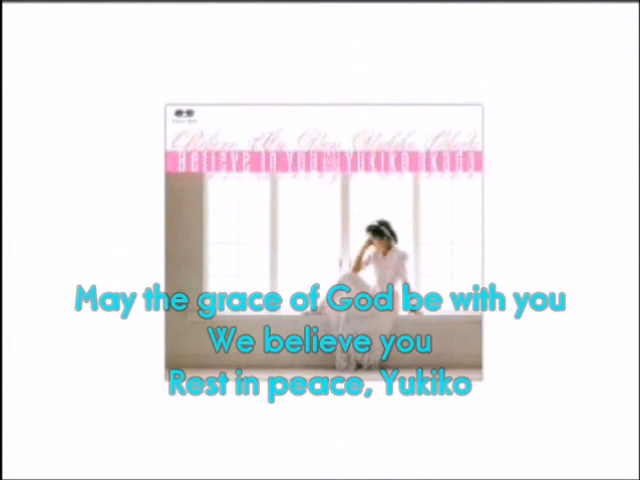 Believe In You Yukiko Okada
May the grace of God be with you
We believe you
Rest in peace, Yukiko